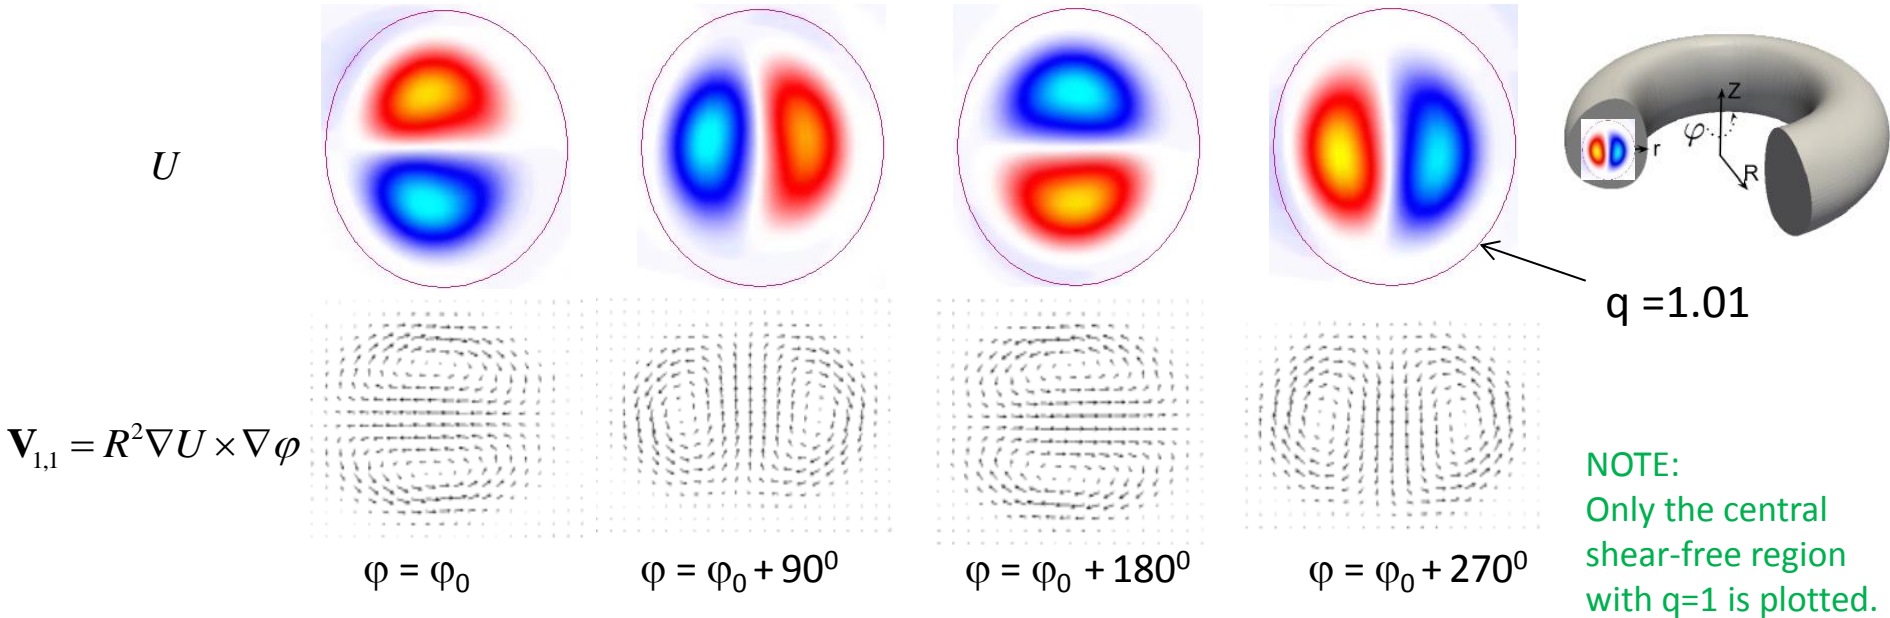 U
Z
φ
r
R
q =1.01
V₁,₁ = R²∇U × ∇φ
NOTE:
Only the central
shear-free region
with q=1 is plotted.
φ = φ₀
φ = φ₀ + 90⁰
φ = φ₀ + 180⁰
φ = φ₀ + 270⁰